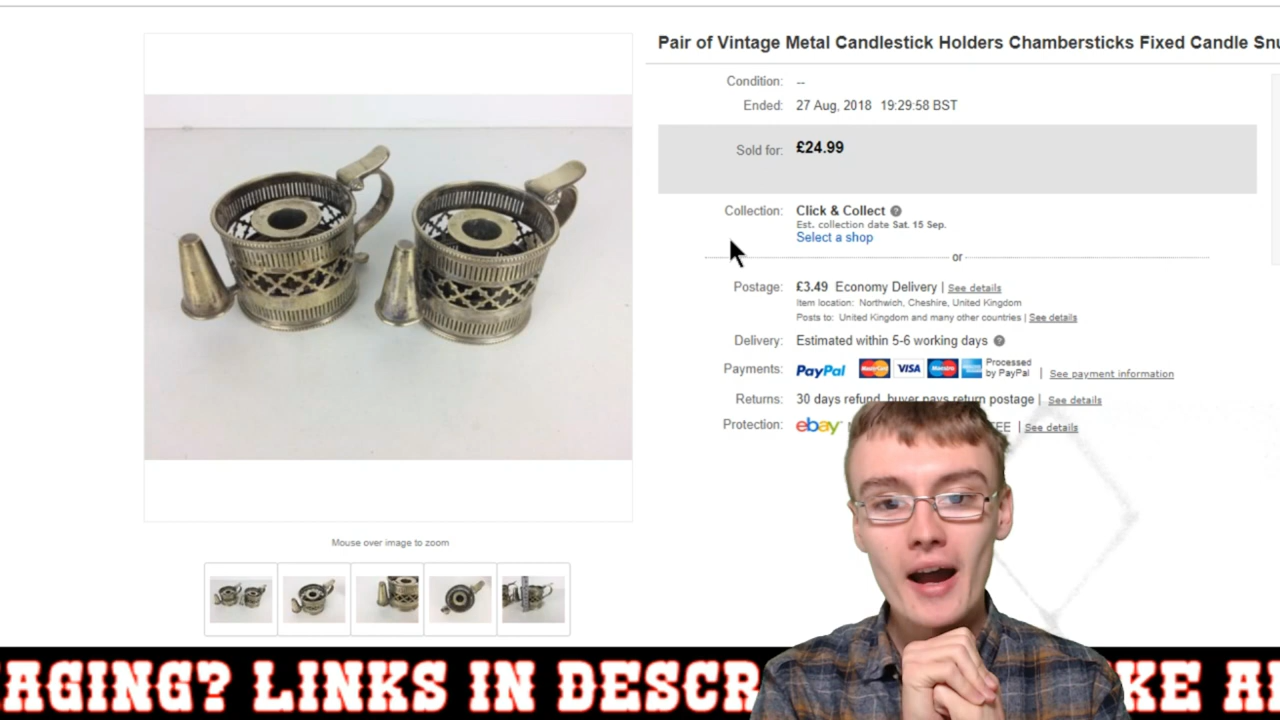 Pair of Vintage Metal Candlestick Holders Chambersticks Fixed Candle Snu
Condition: --
Ended: 27 Aug, 2018 19:29:58 BST
Sold for: £24.99
Collection: Click & Collect ?
Est. collection date Sat. 15 Sep.
Select a shop
or
Postage: £3.49 Economy Delivery | See details
Item location: Northwich, Cheshire, United Kingdom
Posts to: United Kingdom and many other countries | See details
Delivery: Estimated within 5-6 working days ?
Payments: PayPal MasterCard VISA Maestro Processed by PayPal | See payment information
Returns: 30 days refund, buyer pays return postage | See details
Protection: ebay TEE | See details
Mouse over image to zoom
AGING? LINKS IN DESCR KE A